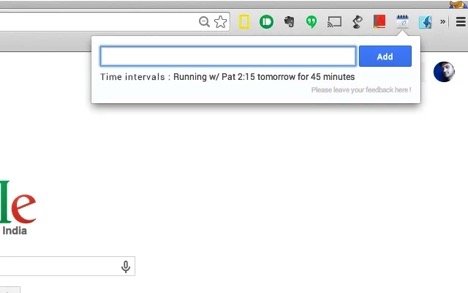 Add
Time intervals : Running w/ Pat 2:15 tomorrow for 45 minutes
Please leave your feedback here !
le
India